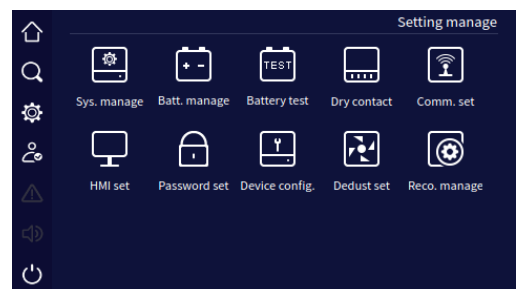 Setting manage
TEST
Sys. manage Batt. manage Battery test Dry contact Comm. set
HMI set Password set Device config. Dedust set Reco. manage